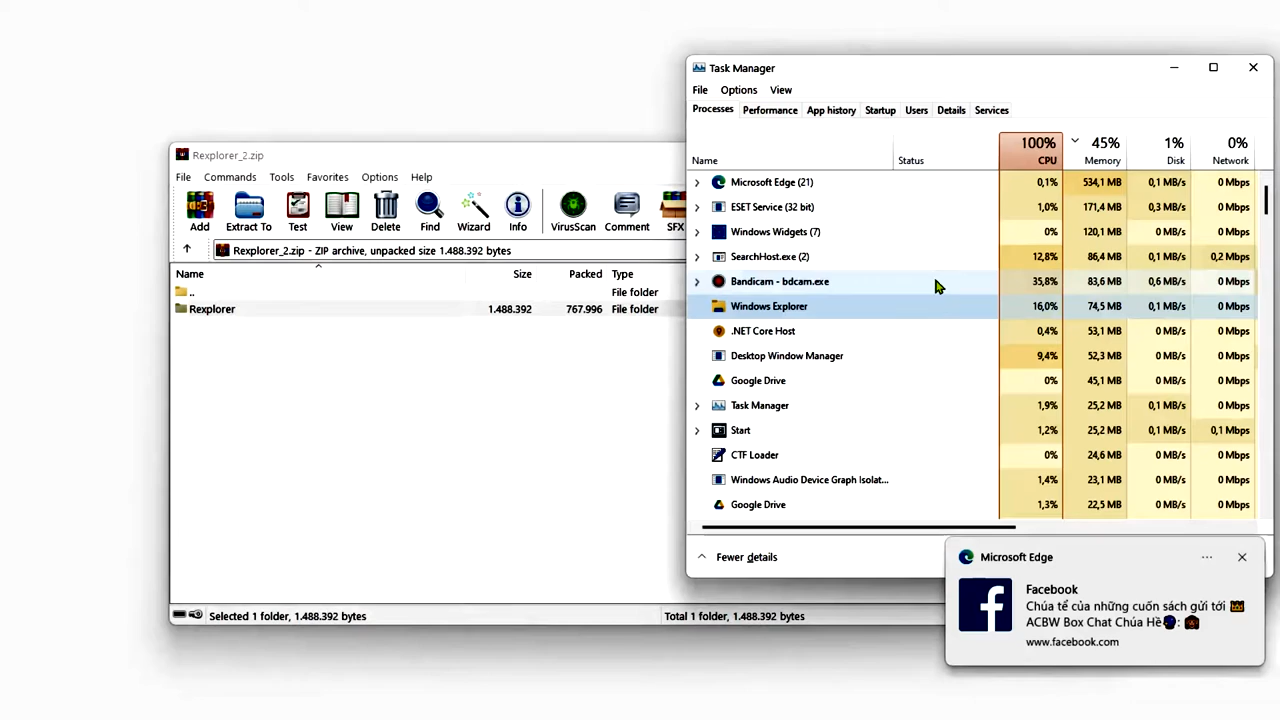 Rexplorer_2.zip
File Commands Tools Favorites Options Help
Add Extract To Test View Delete Find Wizard Info VirusScan Comment SFX
Rexplorer_2.zip - ZIP archive, unpacked size 1.488.392 bytes
Name Size Packed Type
.. File folder
Rexplorer 1.488.392 767.996 File folder
Selected 1 folder, 1.488.392 bytes
Total 1 folder, 1.488.392 bytes
Task Manager
File Options View
Processes Performance App history Startup Users Details Services
100% 45% 1% 0%
Name Status CPU Memory Disk Network
Microsoft Edge (21) 0,1% 534,1 MB 0,1 MB/s 0 Mbps
ESET Service (32 bit) 1,0% 171,4 MB 0,3 MB/s 0 Mbps
Windows Widgets (7) 0% 120,1 MB 0,1 MB/s 0 Mbps
SearchHost.exe (2) 12,8% 86,4 MB 0,1 MB/s 0,2 Mbps
Bandicam - bdcam.exe 35,8% 83,6 MB 0,6 MB/s 0 Mbps
Windows Explorer 16,0% 74,5 MB 0,1 MB/s 0 Mbps
.NET Core Host 0,4% 53,1 MB 0 MB/s 0 Mbps
Desktop Window Manager 9,4% 52,3 MB 0 MB/s 0 Mbps
Google Drive 0% 45,1 MB 0 MB/s 0 Mbps
Task Manager 1,9% 25,2 MB 0,1 MB/s 0 Mbps
Start 1,2% 25,2 MB 0,1 MB/s 0,1 Mbps
CTF Loader 0% 24,6 MB 0 MB/s 0 Mbps
Windows Audio Device Graph Isolat... 1,4% 23,1 MB 0 MB/s 0 Mbps
Google Drive 1,3% 22,5 MB 0 MB/s 0 Mbps
Fewer details
Microsoft Edge
Facebook
Chúa tể của những cuốn sách gửi tới
ACBW Box Chat Chúa Hề :
www.facebook.com